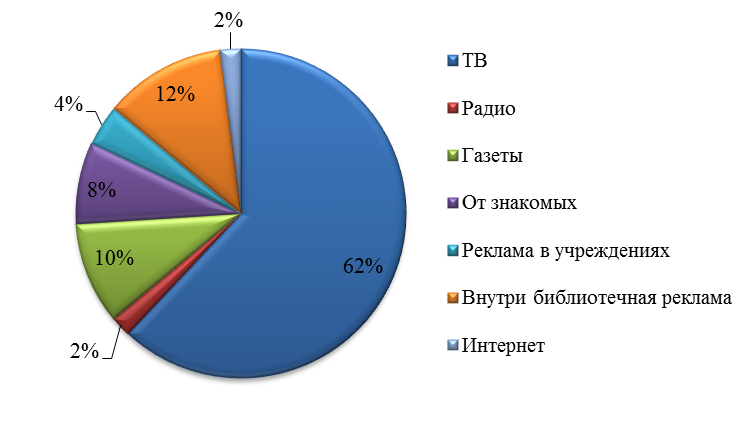 2%
12%
4%
8%
10%
62%
2%
ТВ
Радио
Газеты
От знакомых
Реклама в учреждениях
Внутри библиотечная реклама
Интернет